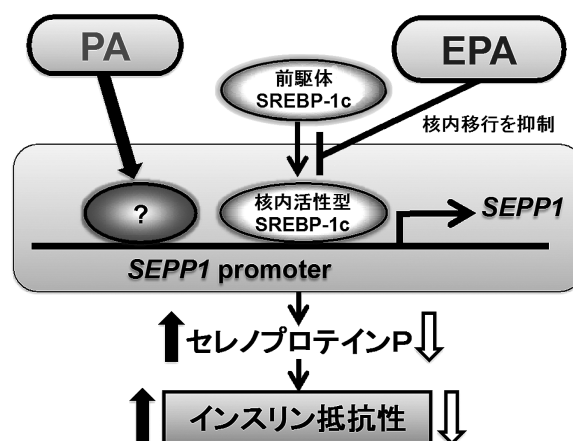 PA
EPA
前駆体
SREBP-1c
核内移行を抑制
?
核内活性型
SREBP-1c
SEPP1
SEPP1 promoter
セレノプロテインP
インスリン抵抗性